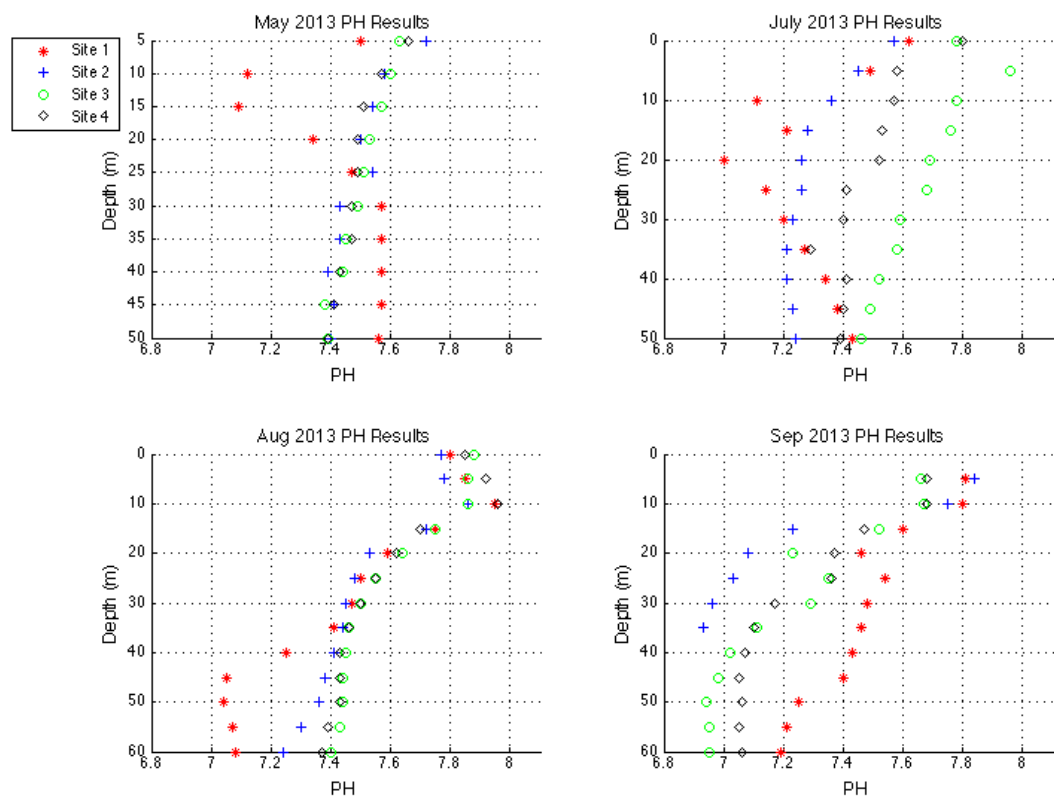 May 2013 PH Results
July 2013 PH Results
Site 1
Site 2
Site 3
Site 4
5
10
15
20
25
30
35
40
45
50
Depth (m)
6.8 7 7.2 7.4 7.6 7.8 8
PH
0
10
20
30
40
50
Depth (m)
6.8 7 7.2 7.4 7.6 7.8 8
PH
Aug 2013 PH Results
Sep 2013 PH Results
0
10
20
30
40
50
60
Depth (m)
6.8 7 7.2 7.4 7.6 7.8 8
PH
0
10
20
30
40
50
60
Depth (m)
6.8 7 7.2 7.4 7.6 7.8 8
PH